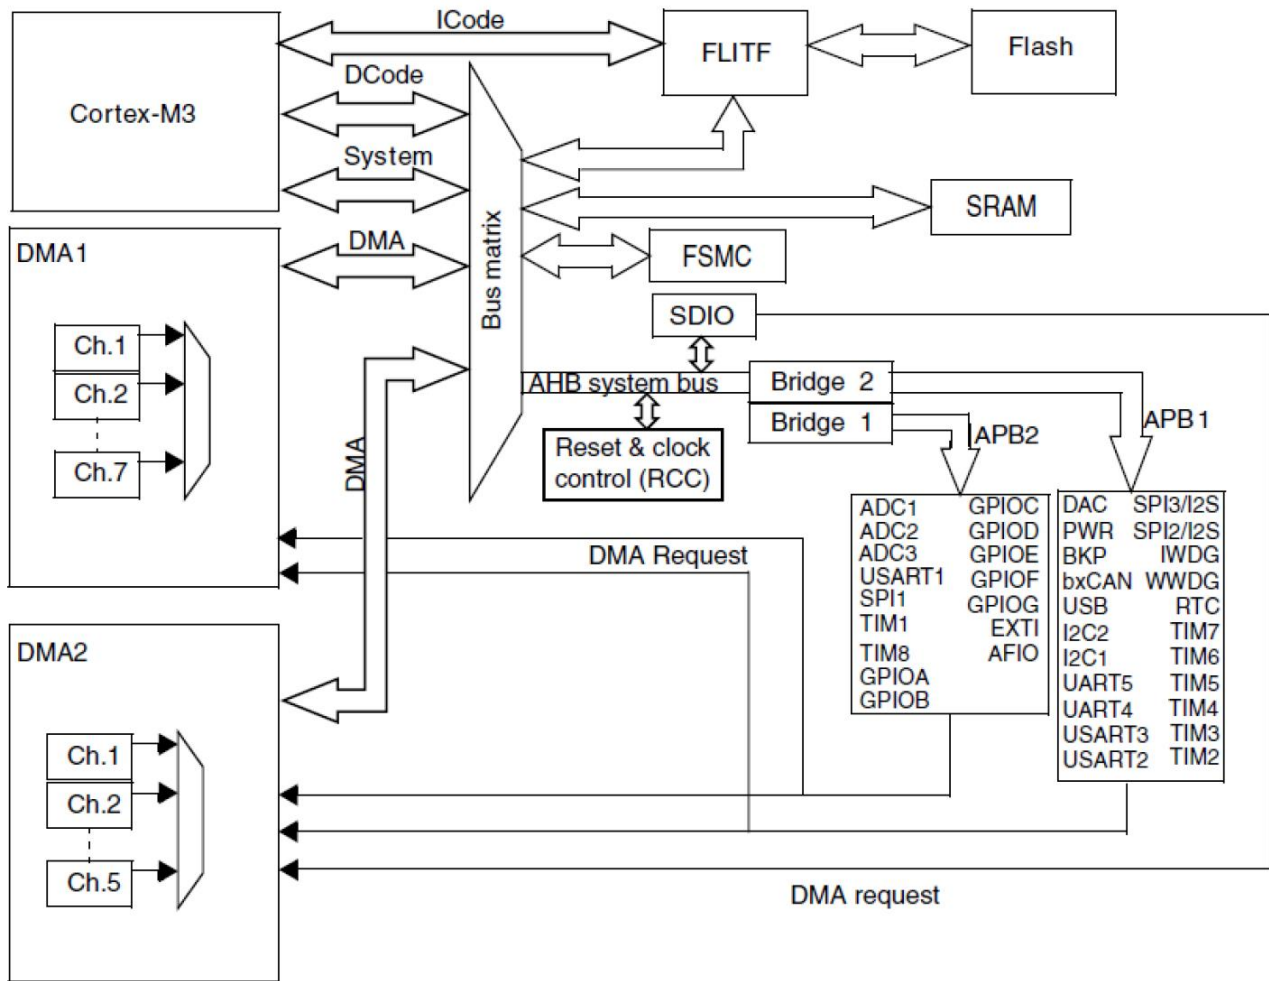 ICode
FLITF
Flash
Cortex-M3
DCode
System
SRAM
DMA1
DMA
Bus matrix
FSMC
SDIO
Ch.1
Ch.2
Ch.7
AHB system bus
Bridge 2
Bridge 1
APB2
APB1
Reset & clock
control (RCC)
DMA
ADC1 GPIOC
ADC2 GPIOD
ADC3 GPIOE
USART1 GPIOF
SPI1 GPIOG
TIM1 EXTI
TIM8 AFIO
GPIOA
GPIOB
DAC SPI3/I2S
PWR SPI2/I2S
BKP IWDG
bxCAN WWDG
USB RTC
I2C2 TIM7
I2C1 TIM6
UART5 TIM5
UART4 TIM4
USART3 TIM3
USART2 TIM2
DMA Request
DMA2
Ch.1
Ch.2
Ch.5
DMA request